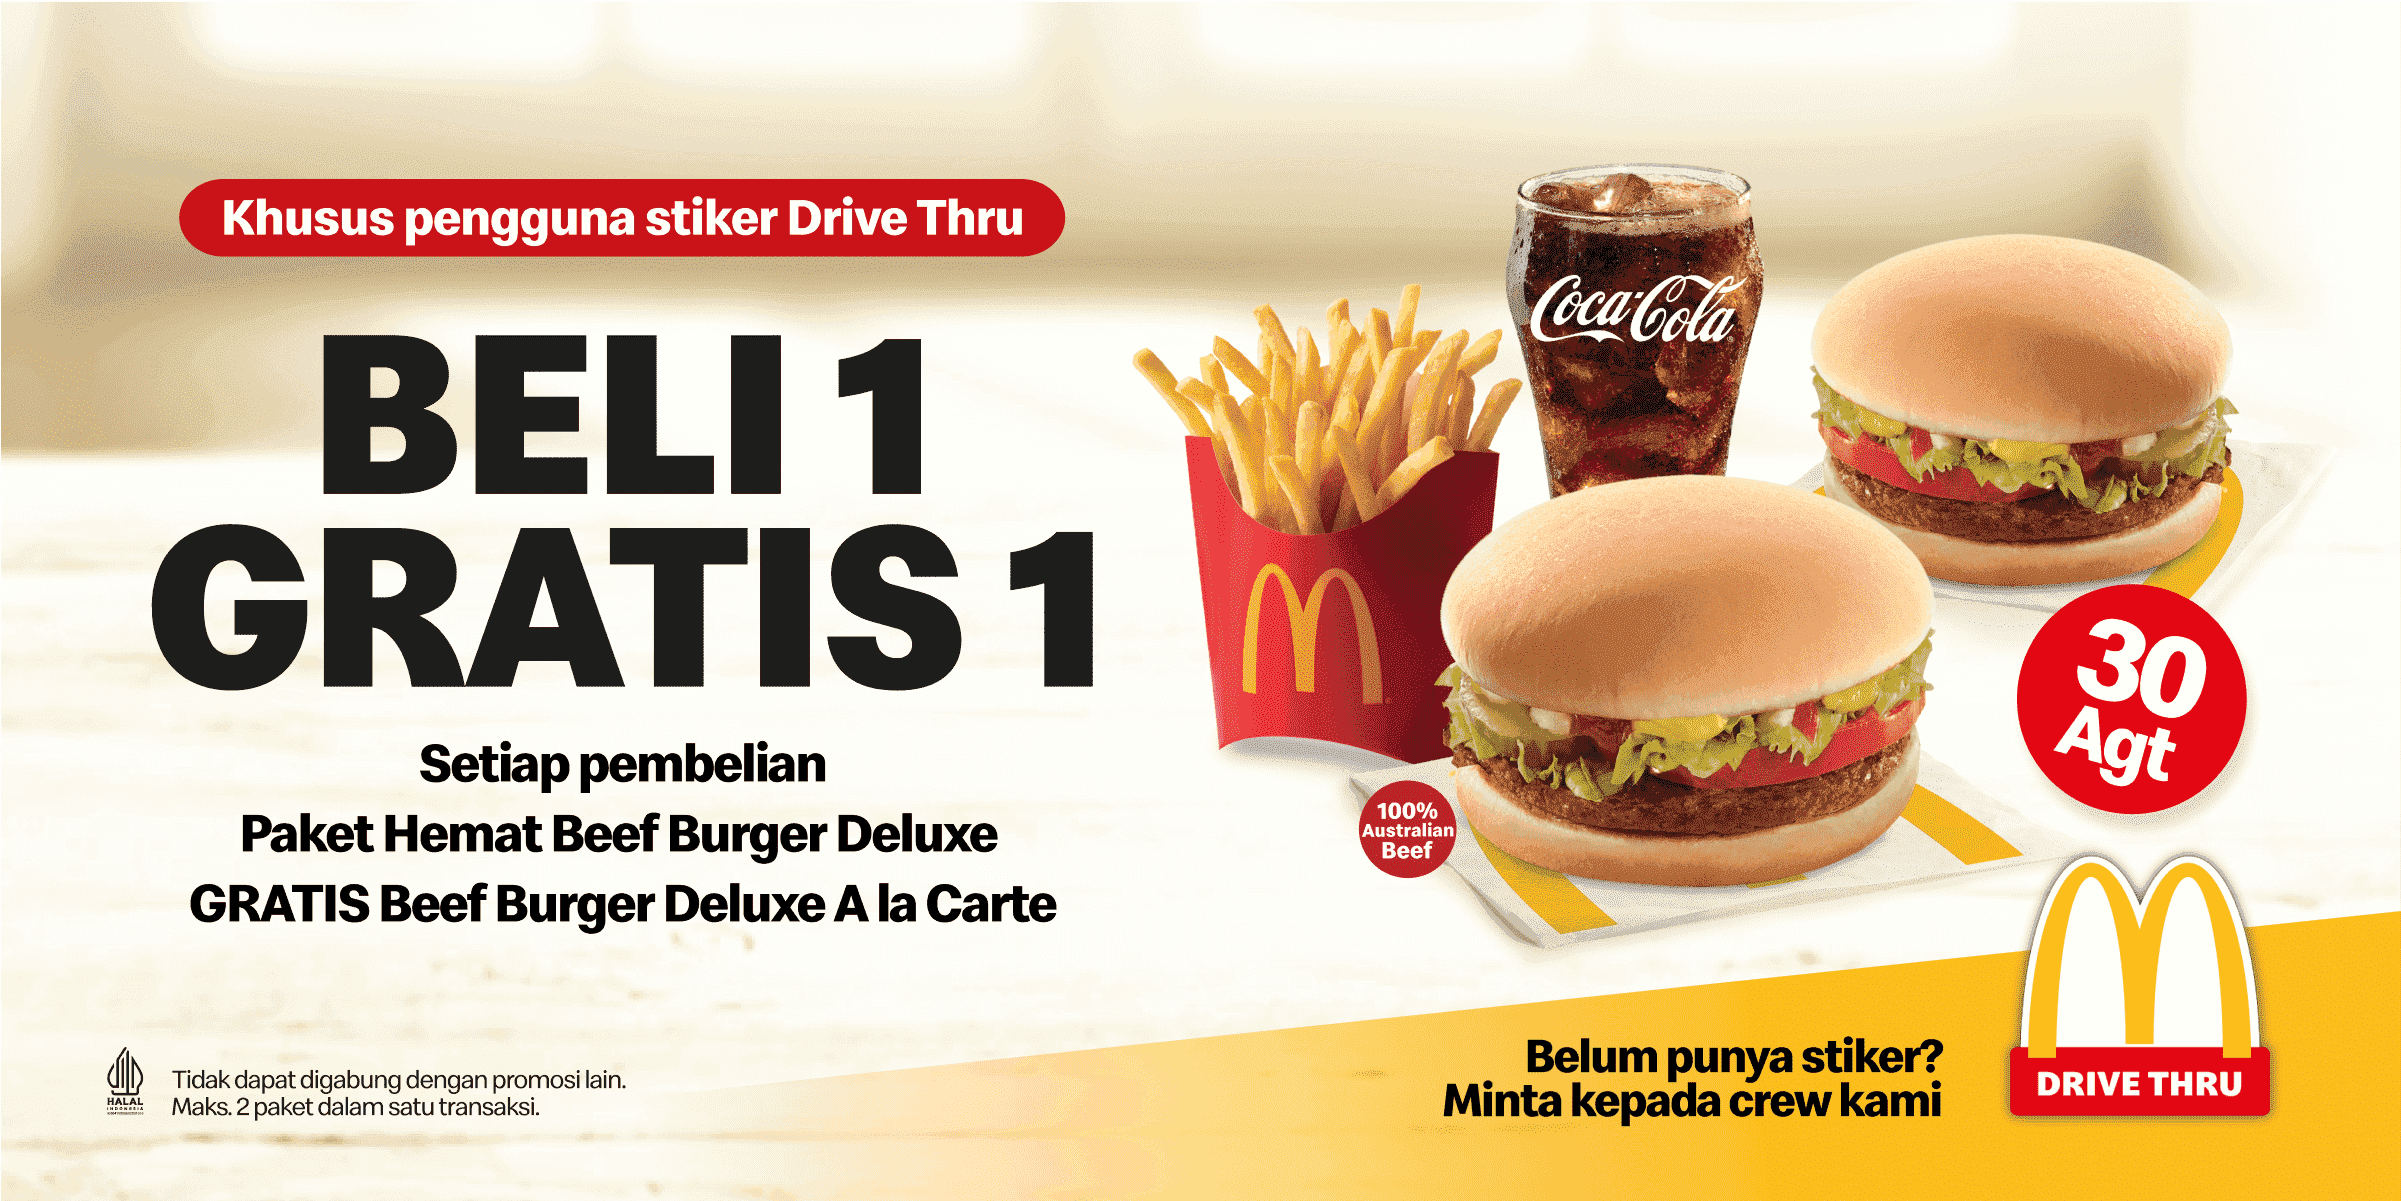 Khusus pengguna stiker Drive Thru
BELI 1
GRATIS 1
Setiap pembelian
Paket Hemat Beef Burger Deluxe
GRATIS Beef Burger Deluxe A la Carte
Coca-Cola
30
Agt
100%
Australian
Beef
HALAL
INDONESIA
Tidak dapat digabung dengan promosi lain.
Maks. 2 paket dalam satu transaksi.
Belum punya stiker?
Minta kepada crew kami
DRIVE THRU